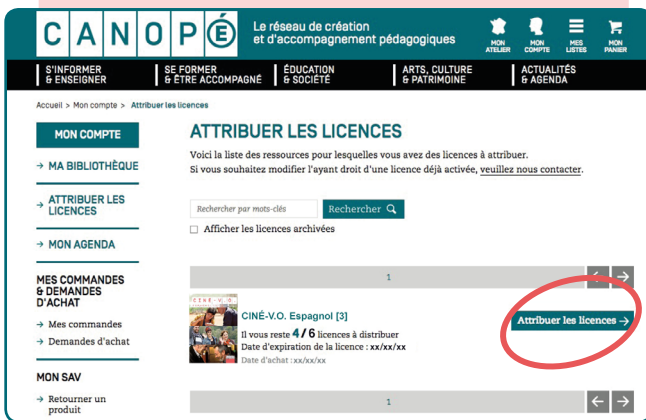 CANOPÉ
Le réseau de création
et d'accompagnement pédagogiques
MON
ATELIER
MON
COMPTE
MES
LISTES
MON
PANIER
S'INFORMER
& ENSEIGNER
SE FORMER
& ÊTRE ACCOMPAGNÉ
ÉDUCATION
& SOCIÉTÉ
ARTS, CULTURE
& PATRIMOINE
ACTUALITÉS
& AGENDA
Accueil > Mon compte > Attribuer les licences
MON COMPTE
→ MA BIBLIOTHÈQUE
→ ATTRIBUER LES
LICENCES
→ MON AGENDA
MES COMMANDES
& DEMANDES
D'ACHAT
→ Mes commandes
→ Demandes d'achat
MON SAV
→ Retourner un
produit
ATTRIBUER LES LICENCES
Voici la liste des ressources pour lesquelles vous avez des licences à attribuer.
Si vous souhaitez modifier l'ayant droit d'une licence déjà activée, veuillez nous contacter.
Rechercher par mots-clés
Rechercher
Afficher les licences archivées
1
← →
CINÉ-V.O.
CINÉ-V.O. Espagnol [3]
Il vous reste 4 / 6 licences à distribuer
Date d'expiration de la licence : xx/xx/xx
Date d'achat : xx/xx/xx
Attribuer les licences →
1
← →